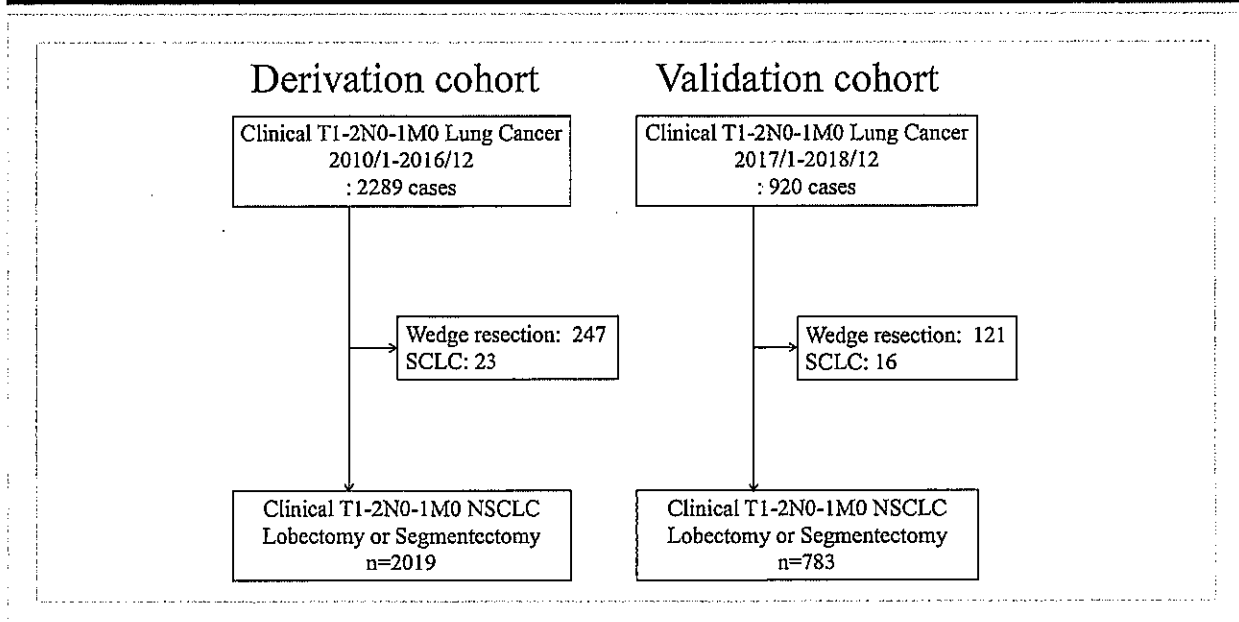 Derivation cohort
Clinical T1-2N0-1M0 Lung Cancer
2010/1-2016/12
: 2289 cases
Wedge resection: 247
SCLC: 23
Clinical T1-2N0-1M0 NSCLC
Lobectomy or Segmentectomy
n=2019
Validation cohort
Clinical T1-2N0-1M0 Lung Cancer
2017/1-2018/12
: 920 cases
Wedge resection: 121
SCLC: 16
Clinical T1-2N0-1M0 NSCLC
Lobectomy or Segmentectomy
n=783